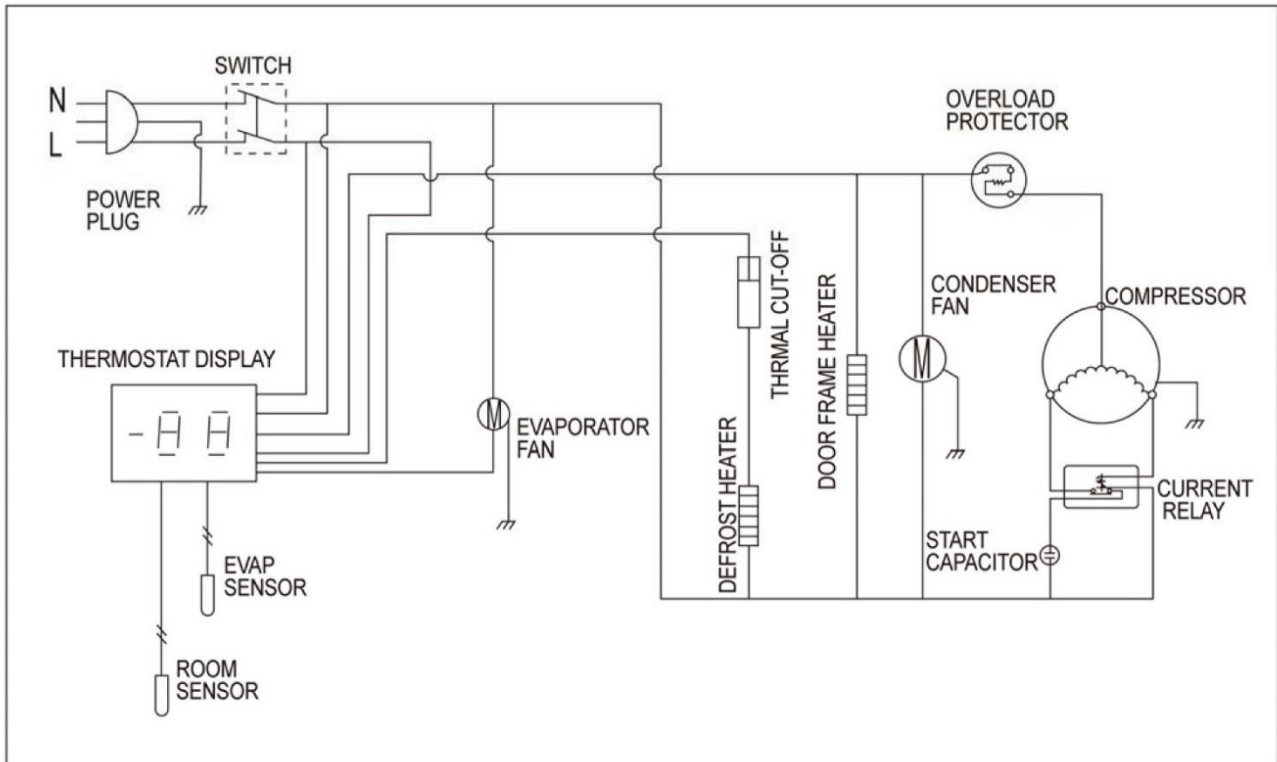 SWITCH
N
L
POWER
PLUG
OVERLOAD
PROTECTOR
THERMOSTAT DISPLAY
-88
EVAP
SENSOR
ROOM
SENSOR
M
EVAPORATOR
FAN
THRMAL CUT-OFF
DEFROST HEATER
DOOR FRAME HEATER
CONDENSER
FAN
M
COMPRESSOR
CURRENT
RELAY
START
CAPACITOR